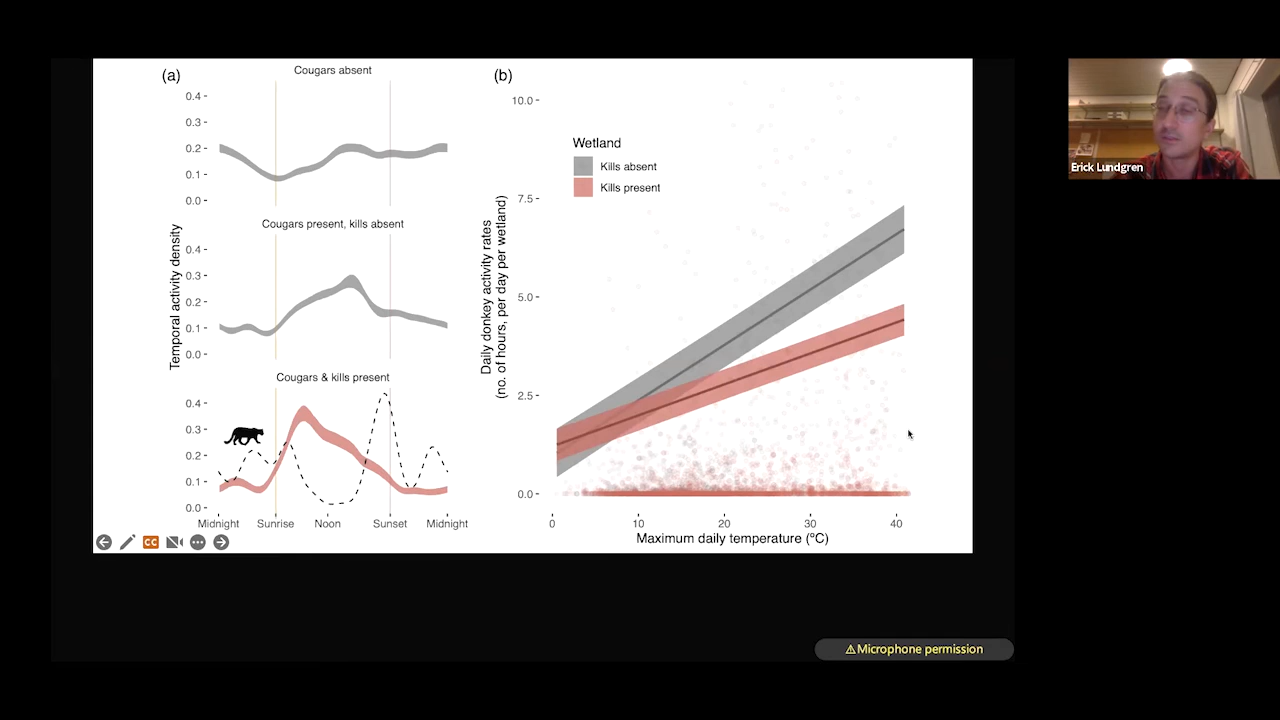 (a)
Cougars absent
0.4
0.3
0.2
0.1
0.0
Cougars present, kills absent
0.4
0.3
0.2
0.1
0.0
Cougars & kills present
0.4
0.3
0.2
0.1
0.0
Temporal activity density
Midnight Sunrise Noon Sunset Midnight
(b)
10.0
7.5
5.0
2.5
0.0
Daily donkey activity rates
(no. of hours, per day per wetland)
Wetland
Kills absent
Kills present
0 10 20 30 40
Maximum daily temperature (°C)
CC
Erick Lundgren
⚠Microphone permission